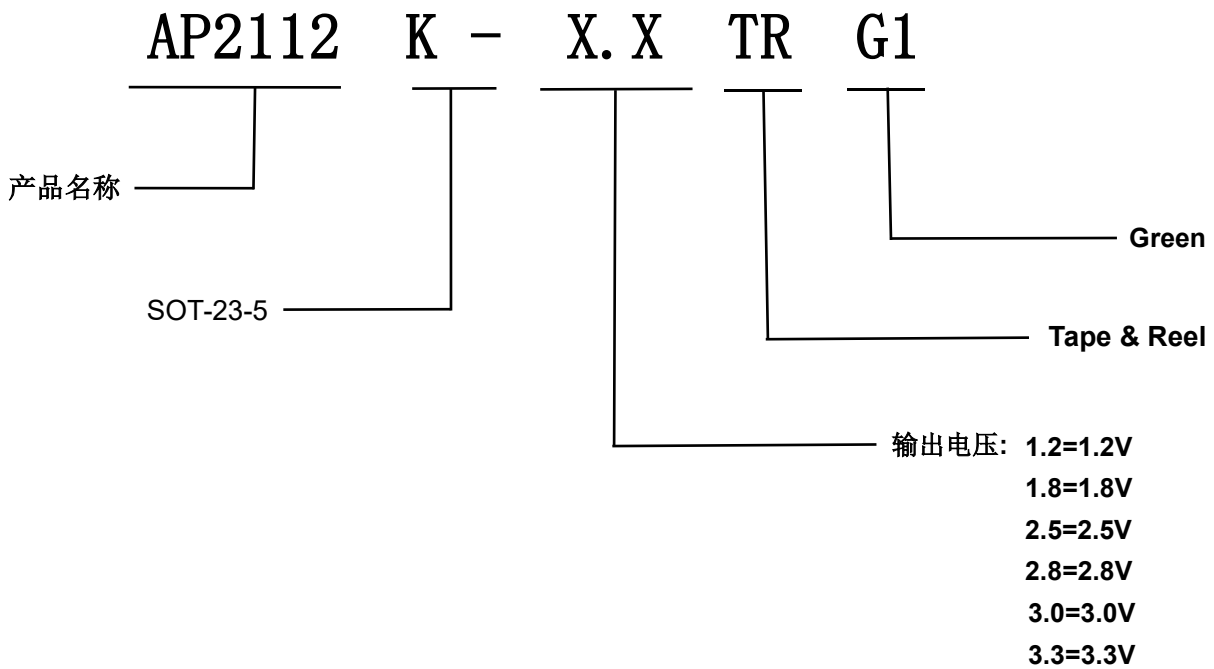 AP2112 K - X.X TR G1
产品名称
Green
SOT-23-5
Tape & Reel
输出电压: 1.2=1.2V
1.8=1.8V
2.5=2.5V
2.8=2.8V
3.0=3.0V
3.3=3.3V